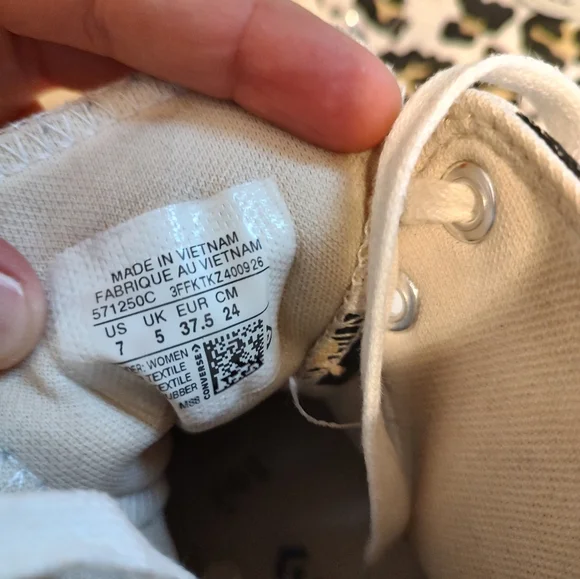 MADE IN VIETNAM
FABRIQUE AU VIETNAM
571250C 3FFKTKZ400926
US UK EUR CM
7 5 37.5 24
WOMEN
TEXTILE
TEXTILE
CONVERSE
MSS